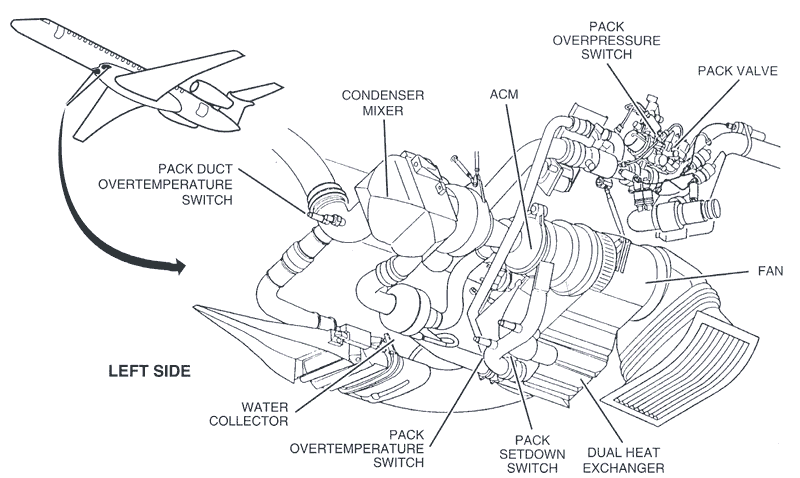 PACK
OVERPRESSURE
SWITCH
PACK VALVE
CONDENSER
MIXER
ACM
PACK DUCT
OVERTEMPERATURE
SWITCH
FAN
LEFT SIDE
WATER
COLLECTOR
PACK
OVERTEMPERATURE
SWITCH
PACK
SETDOWN
SWITCH
DUAL HEAT
EXCHANGER